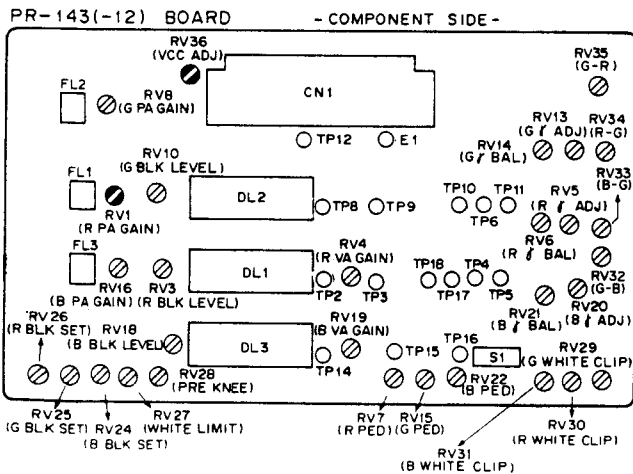 PR-143(-12) BOARD -COMPONENT SIDE-
RV36
(VCC ADJ)
RV35
(G-R)
FL2
RV8
(G PA GAIN)
CN1
RV13
(G γ ADJ)
RV34
(R-G)
TP12
E1
RV14
(G γ BAL)
RV10
(G BLK LEVEL)
RV33
(B-G)
FL1
RV1
(R PA GAIN)
DL2
TP8
TP9
TP10
TP11
TP6
RV5
(R γ ADJ)
RV6
(R γ BAL)
FL3
RV16
(B PA GAIN)
RV3
(R BLK LEVEL)
DL1
RV4
(R VA GAIN)
TP2
TP3
TP18
TP4
TP17
TP5
RV32
(G-B)
RV26
(R BLK SET)
RV18
(B BLK LEVEL)
RV19
(B VA GAIN)
RV21
(B γ BAL)
RV20
(B γ ADJ)
DL3
TP14
TP15
TP16
S1
RV29
(G WHITE CLIP)
RV28
(PRE KNEE)
RV22
(B PED)
RV25
(G BLK SET)
RV24
(B BLK SET)
RV27
(WHITE LIMIT)
RV7
(R PED)
RV15
(G PED)
RV31
(B WHITE CLIP)
RV30
(R WHITE CLIP)